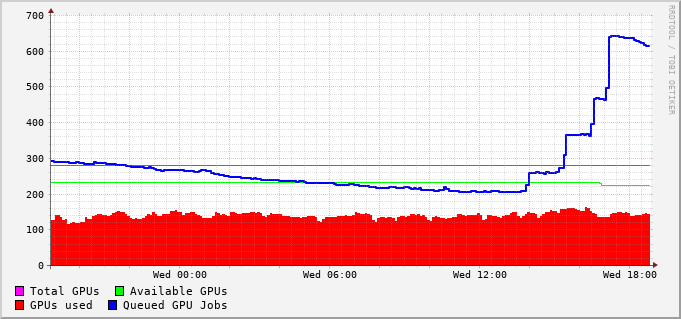 700
600
500
400
300
200
100
0
Wed 00:00 Wed 06:00 Wed 12:00 Wed 18:00
Total GPUs Available GPUs
GPUs used Queued GPU Jobs
RRDTOOL / TOBI OETIKER